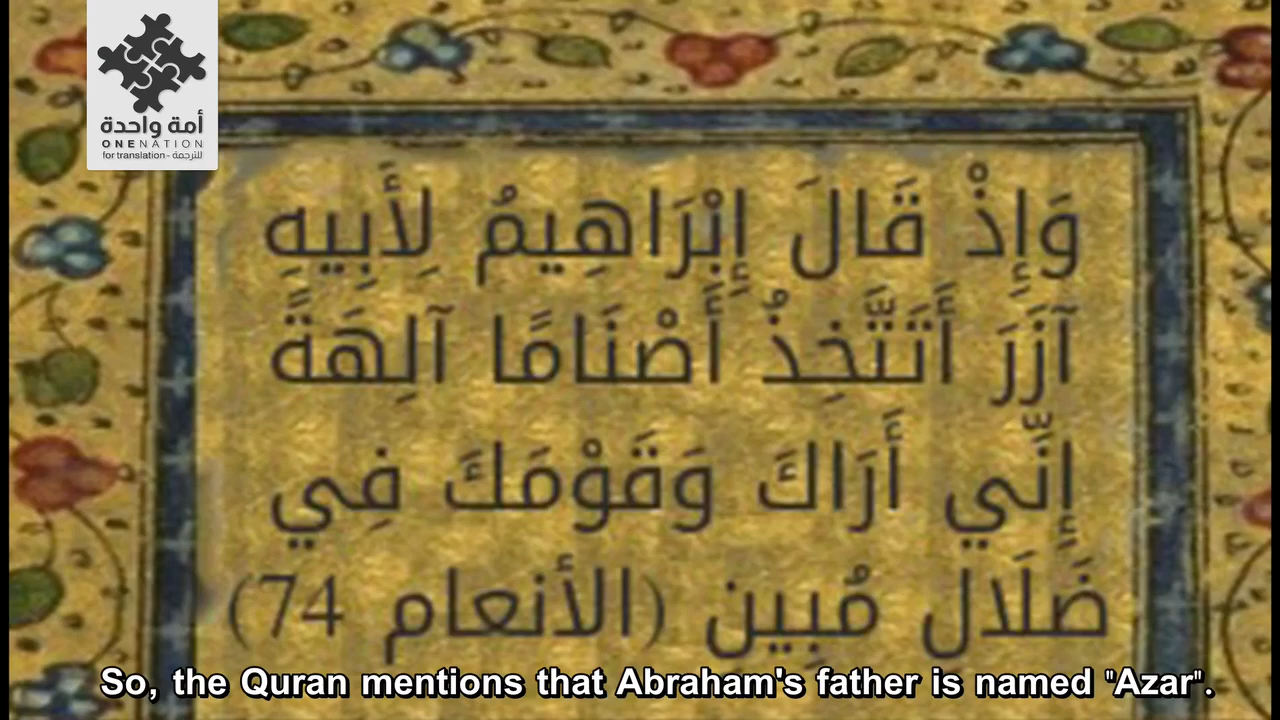 أمة واحدة
ONENATION
for translation - للترجمة
وَإِذْ قَالَ إِبْرَاهِيمُ لِأَبِيهِ
آزَرَ أَتَتَّخِذُ أَصْنَامًا آلِهَةً
إِنِّي أَرَاكَ وَقَوْمَكَ فِي
ضَلَالٍ مُبِينٍ (الأنعام 74)
So, the Quran mentions that Abraham's father is named "Azar".